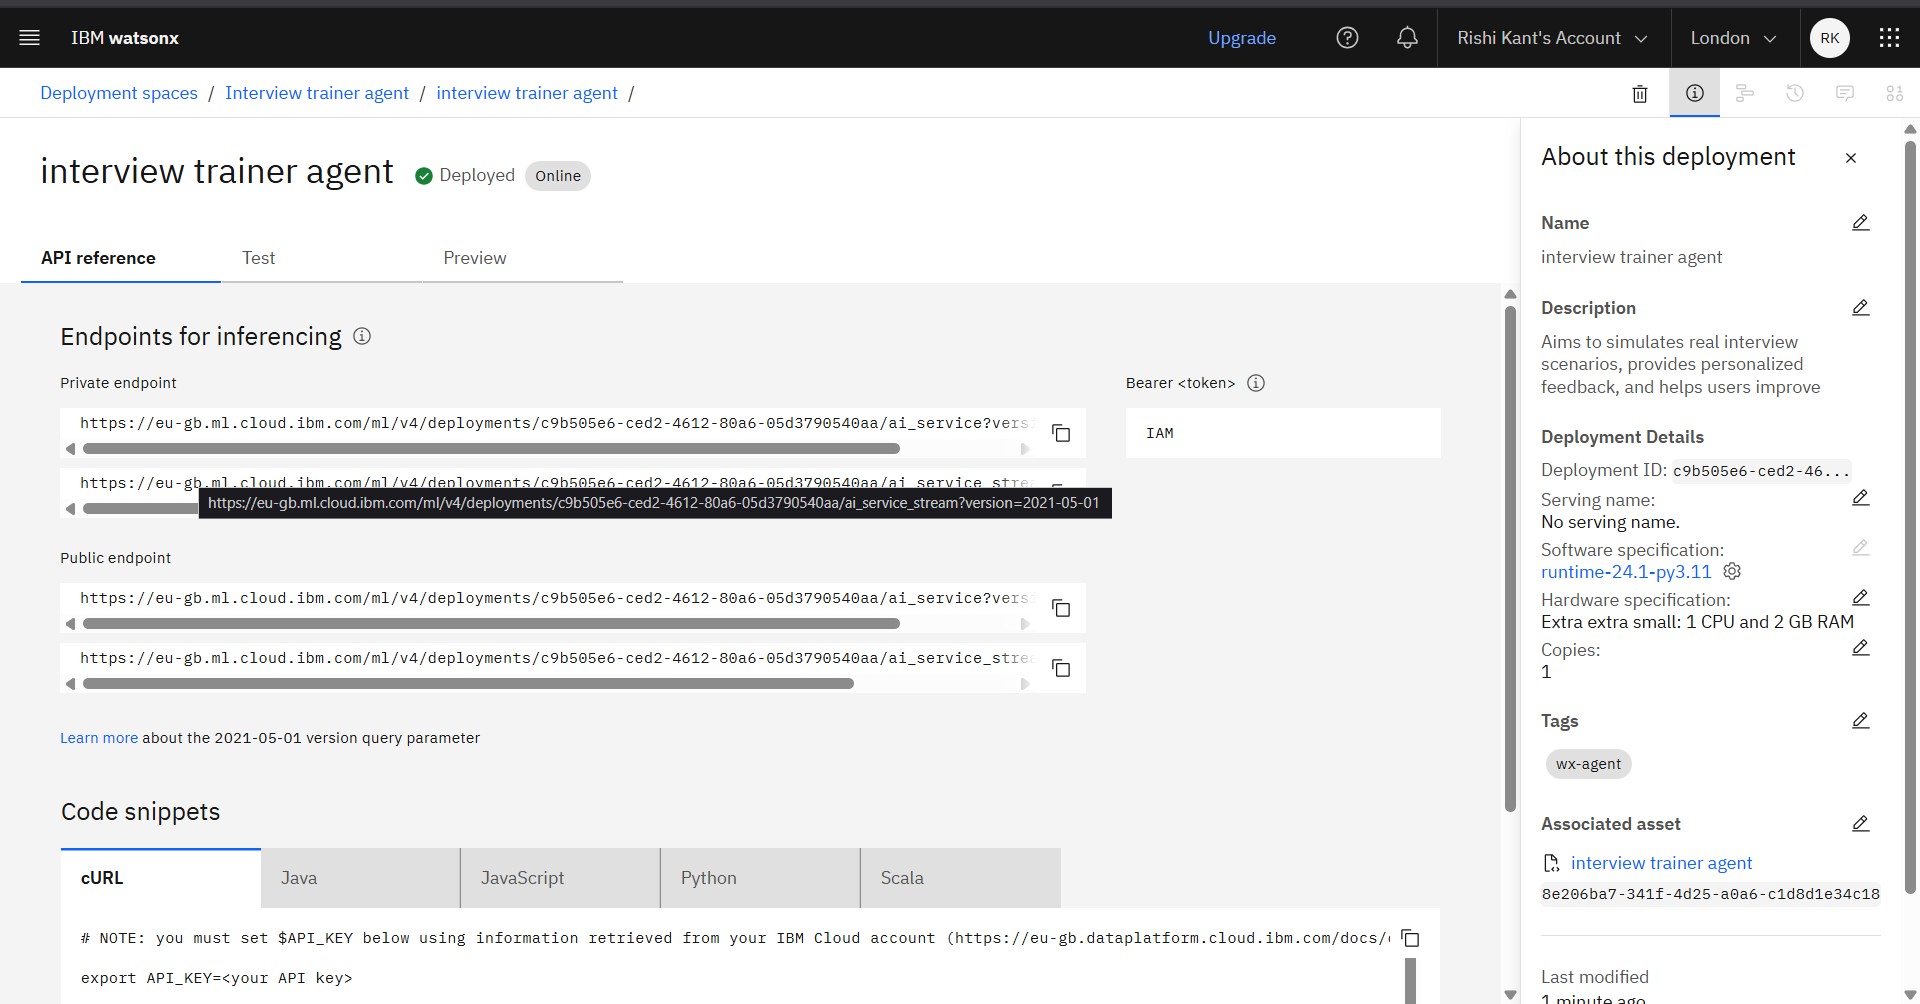 IBM watsonx
Upgrade
Rishi Kant's Account
London
RK
Deployment spaces / Interview trainer agent / interview trainer agent /
interview trainer agent
Deployed
Online
API reference
Test
Preview
Endpoints for inferencing
Private endpoint
https://eu-gb.ml.cloud.ibm.com/ml/v4/deployments/c9b505e6-ced2-4612-80a6-05d3790540aa/ai_service?vers
https://eu-gb.ml.cloud.ibm.com/ml/v4/deployments/c9b505e6-ced2-4612-80a6-05d3790540aa/ai_service_stre
https://eu-gb.ml.cloud.ibm.com/ml/v4/deployments/c9b505e6-ced2-4612-80a6-05d3790540aa/ai_service_stream?version=2021-05-01
Bearer <token>
IAM
Public endpoint
https://eu-gb.ml.cloud.ibm.com/ml/v4/deployments/c9b505e6-ced2-4612-80a6-05d3790540aa/ai_service?vers
https://eu-gb.ml.cloud.ibm.com/ml/v4/deployments/c9b505e6-ced2-4612-80a6-05d3790540aa/ai_service_stre
Learn more about the 2021-05-01 version query parameter
Code snippets
cURL
Java
JavaScript
Python
Scala
# NOTE: you must set $API_KEY below using information retrieved from your IBM Cloud account (https://eu-gb.dataplatform.cloud.ibm.com/docs/
export API_KEY=<your API key>
About this deployment
Name
interview trainer agent
Description
Aims to simulates real interview
scenarios, provides personalized
feedback, and helps users improve
Deployment Details
Deployment ID: c9b505e6-ced2-46...
Serving name:
No serving name.
Software specification:
runtime-24.1-py3.11
Hardware specification:
Extra extra small: 1 CPU and 2 GB RAM
Copies:
1
Tags
wx-agent
Associated asset
interview trainer agent
8e206ba7-341f-4d25-a0a6-c1d8d1e34c18
Last modified
1 minute ago